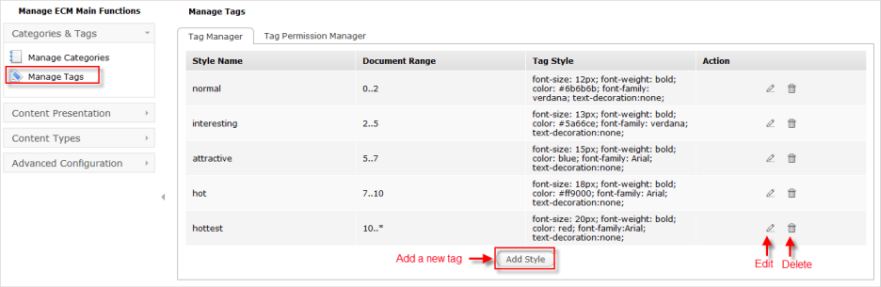 Manage ECM Main Functions
Manage Tags
Categories & Tags
Manage Categories
Manage Tags
Content Presentation
Content Types
Advanced Configuration
Tag Manager
Tag Permission Manager
Style Name Document Range Tag Style Action
normal 0..2 font-size: 12px; font-weight: bold;
color: #6b6b6b; font-family:
verdana; text-decoration:none;
interesting 2..5 font-size: 13px; font-weight: bold;
color: #5a66ce; font-family: verdana;
text-decoration:none;
attractive 5..7 font-size: 15px; font-weight: bold;
color: blue; font-family: Arial;
text-decoration:none;
hot 7..10 font-size: 18px; font-weight: bold;
color: #ff9000; font-family: Arial;
text-decoration:none;
hottest 10..* font-size: 20px; font-weight: bold;
color: red; font-family:Arial;
text-decoration:none;
Add a new tag Add Style Edit Delete